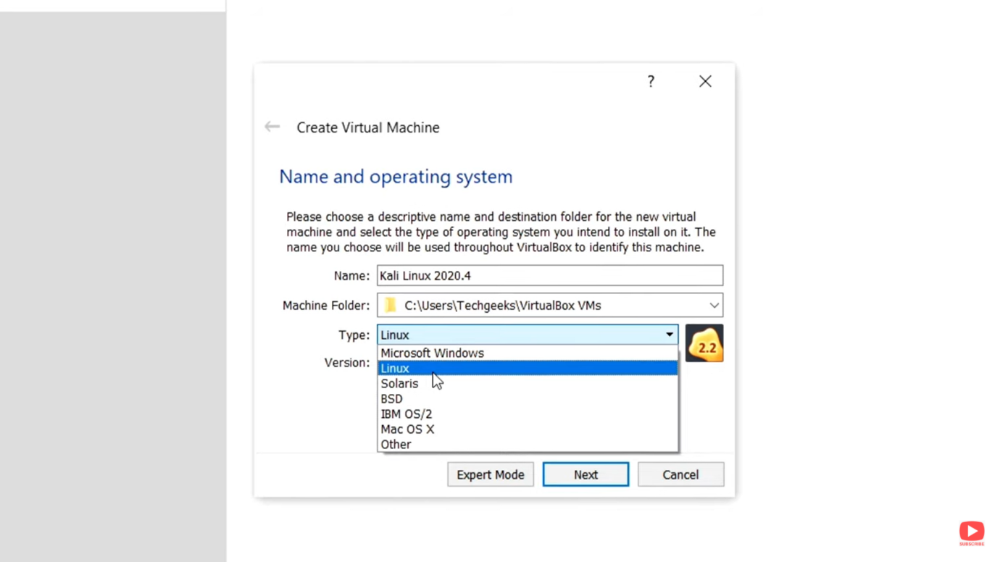 ?
Create Virtual Machine
Name and operating system
Please choose a descriptive name and destination folder for the new virtual
machine and select the type of operating system you intend to install on it. The
name you choose will be used throughout VirtualBox to identify this machine.
Name: Kali Linux 2020.4
Machine Folder: C:\Users\Techgeeks\VirtualBox VMs
Type: Linux
2.2
Microsoft Windows
Version:
Linux
Solaris
BSD
IBM OS/2
Mac OS X
Other
Expert Mode Next Cancel
SUBSCRIBE